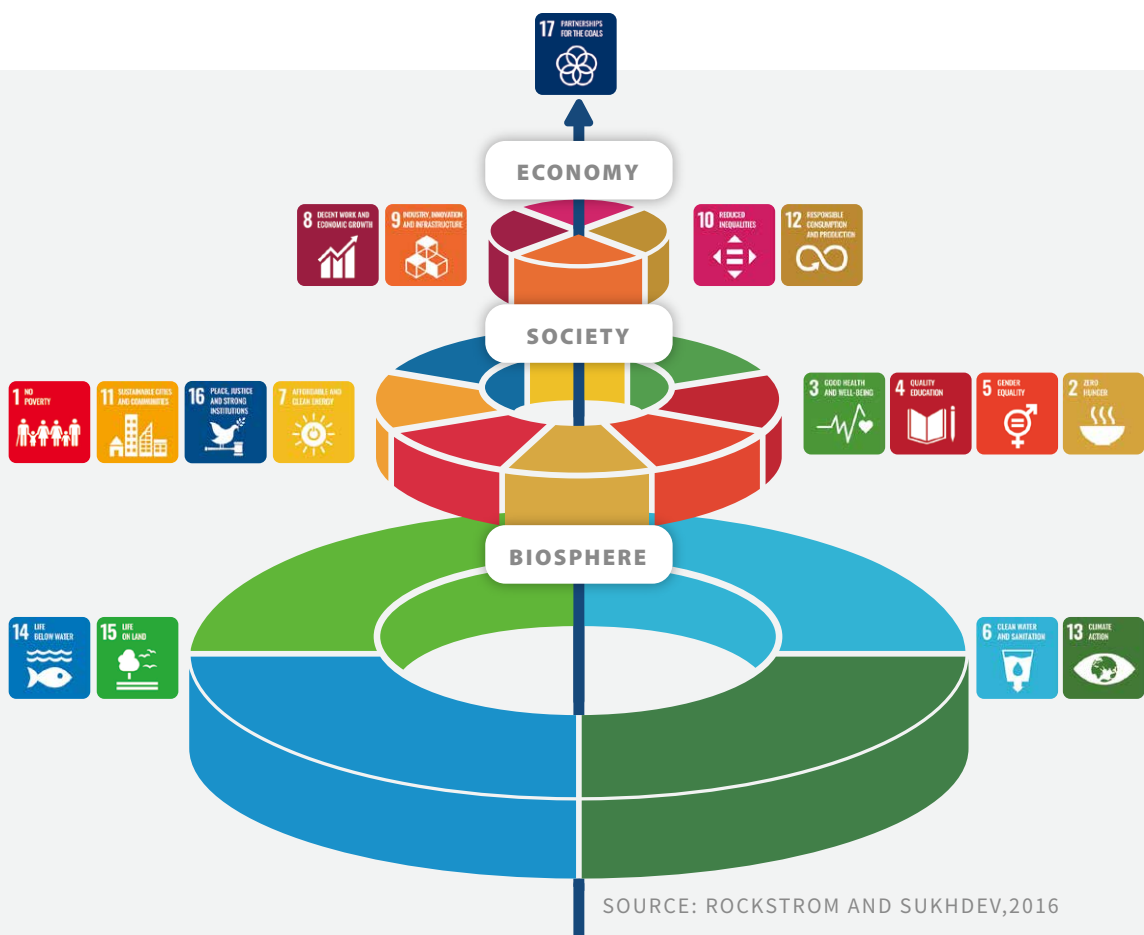 17 PARTNERSHIPS
FOR THE GOALS
ECONOMY
8 DECENT WORK AND
ECONOMIC GROWTH
9 INDUSTRY, INNOVATION
AND INFRASTRUCTURE
10 REDUCED
INEQUALITIES
12 RESPONSIBLE
CONSUMPTION
AND PRODUCTION
SOCIETY
1 NO
POVERTY
11 SUSTAINABLE CITIES
AND COMMUNITIES
16 PEACE, JUSTICE
AND STRONG
INSTITUTIONS
7 AFFORDABLE AND
CLEAN ENERGY
3 GOOD HEALTH
AND WELL-BEING
4 QUALITY
EDUCATION
5 GENDER
EQUALITY
2 ZERO
HUNGER
BIOSPHERE
14 LIFE
BELOW WATER
15 LIFE
ON LAND
6 CLEAN WATER
AND SANITATION
13 CLIMATE
ACTION
SOURCE: ROCKSTROM AND SUKHDEV,2016